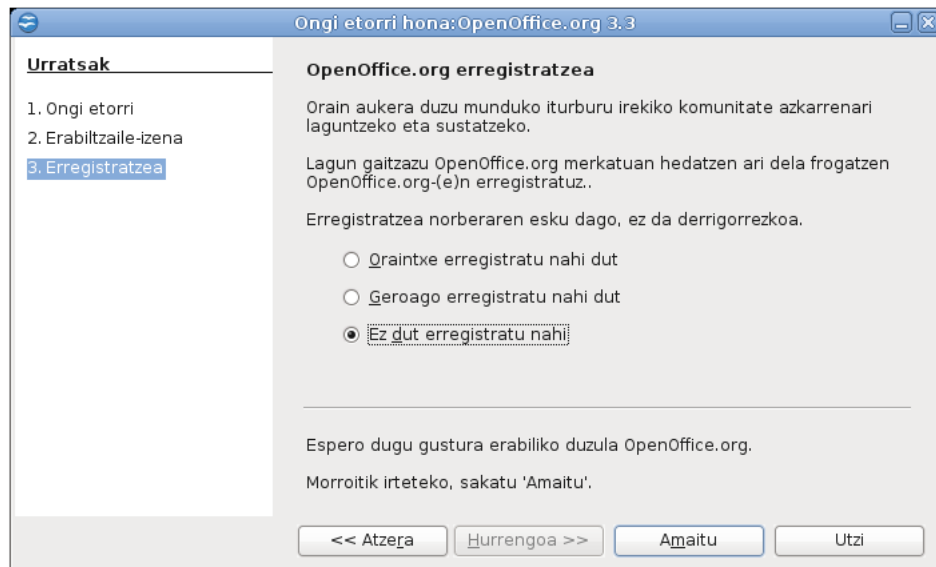 Ongi etorri hona:OpenOffice.org 3.3
Urratsak
1. Ongi etorri
2. Erabiltzaile-izena
3. Erregistratzea
OpenOffice.org erregistratzea
Orain aukera duzu munduko iturburu irekiko komunitate azkarrenari
laguntzeko eta sustatzeko.
Lagun gaitzazu OpenOffice.org merkatuan hedatzen ari dela frogatzen
OpenOffice.org-(e)n erregistratuz..
Erregistratzea norberaren esku dago, ez da derrigorrezkoa.
Oraintxe erregistratu nahi dut
Geroago erregistratu nahi dut
Ez dut erregistratu nahi
Espero dugu gustura erabiliko duzula OpenOffice.org.
Morroitik irteteko, sakatu 'Amaitu'.
<< Atzera
Hurrengoa >>
Amaitu
Utzi